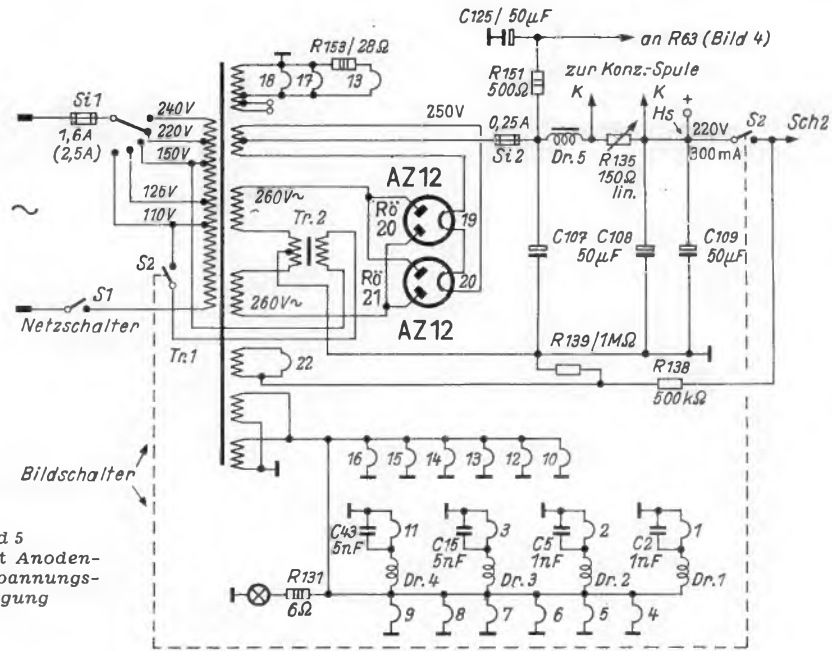 C125/ 50µF
an R63 (Bild 4)
R153/28Ω
18
17
13
R151
500Ω
zur Konz.-Spule
K
K
Si1
1,6A
(2,5A)
240V
220V
150V
126V
110V
250V
0,25A
Si2
Dr.5
R135
150Ω
lin.
Hs
+
220V
300mA
S2
Sch2
~
260V~
Tr.2
AZ12
Rö
20
19
C107
C108
50µF
C109
50µF
S2
260V~
Rö
21
20
AZ12
S1
Netzschalter
Tr.1
R139/1MΩ
22
R138
500kΩ
Bildschalter
16
15
14
13
12
10
d 5
t Anoden-
pannungs-
gung
C43
5nF
11
C15
5nF
3
C5
1nF
2
C2
1nF
1
Dr.4
Dr.3
Dr.2
Dr.1
R131
6Ω
9
8
7
6
5
4